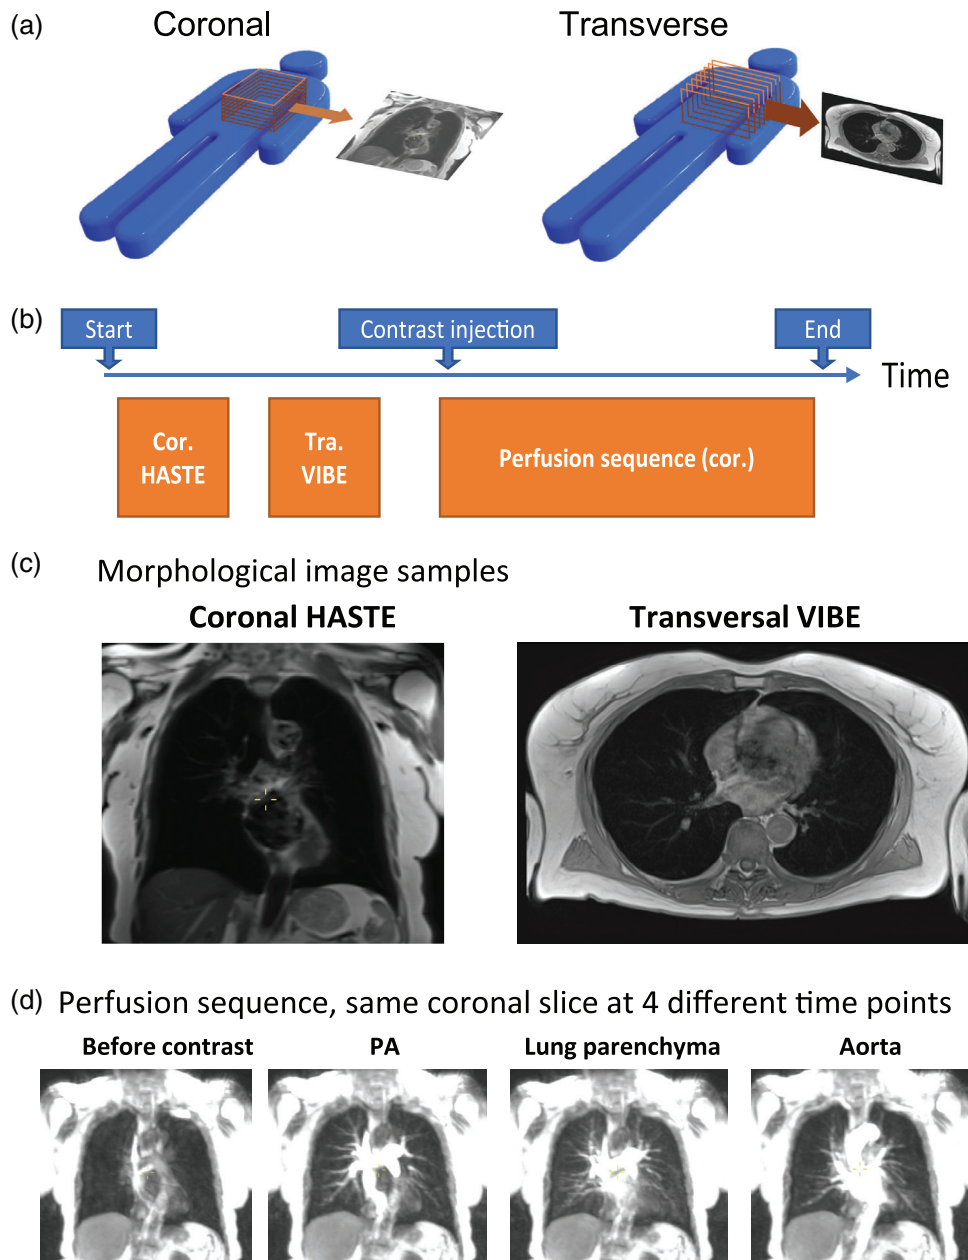 (a)
Coronal
Transverse
(b)
Start
Contrast injection
End
Time
Cor.
HASTE
Tra.
VIBE
Perfusion sequence (cor.)
(c)
Morphological image samples
Coronal HASTE
Transversal VIBE
(d) Perfusion sequence, same coronal slice at 4 different time points
Before contrast
PA
Lung parenchyma
Aorta